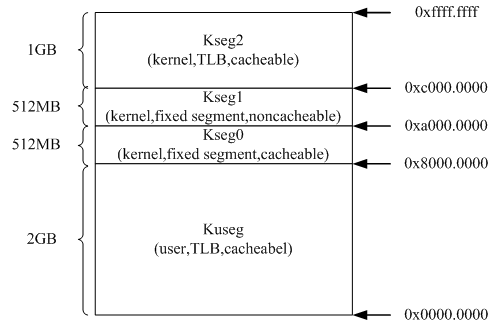 0xffff.ffff
1GB
Kseg2
(kernel,TLB,cacheable)
0xc000.0000
512MB
Kseg1
(kernel,fixed segment,noncacheable)
0xa000.0000
512MB
Kseg0
(kernel,fixed segment,cacheable)
0x8000.0000
2GB
Kuseg
(user,TLB,cacheabel)
0x0000.0000